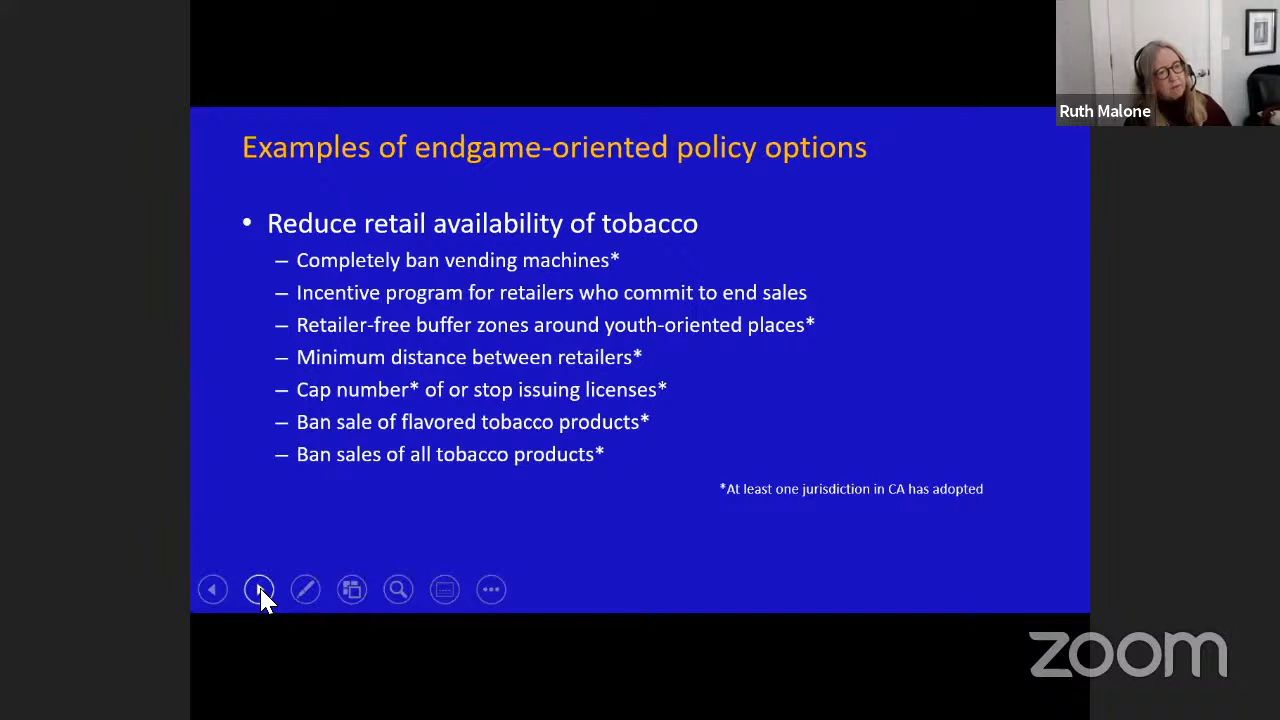 Ruth Malone
Examples of endgame-oriented policy options
• Reduce retail availability of tobacco
– Completely ban vending machines*
– Incentive program for retailers who commit to end sales
– Retailer-free buffer zones around youth-oriented places*
– Minimum distance between retailers*
– Cap number* of or stop issuing licenses*
– Ban sale of flavored tobacco products*
– Ban sales of all tobacco products*
*At least one jurisdiction in CA has adopted
zoom